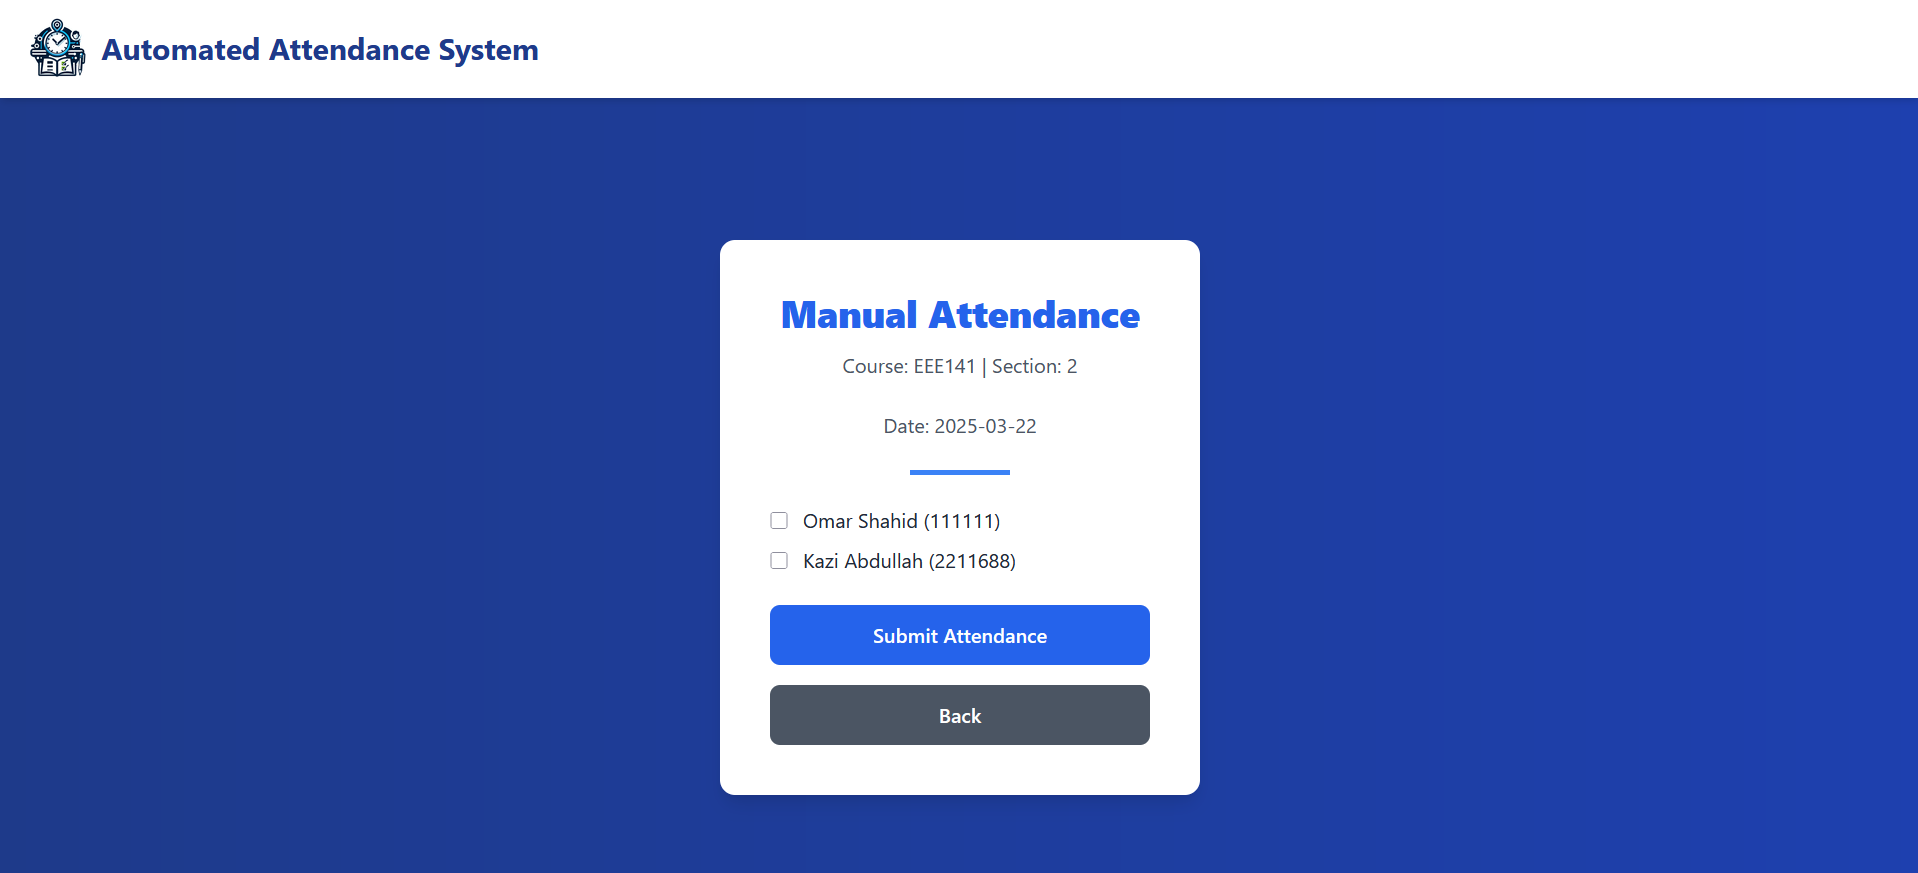 Automated Attendance System
Manual Attendance
Course: EEE141 | Section: 2
Date: 2025-03-22
Omar Shahid (111111)
Kazi Abdullah (2211688)
Submit Attendance
Back